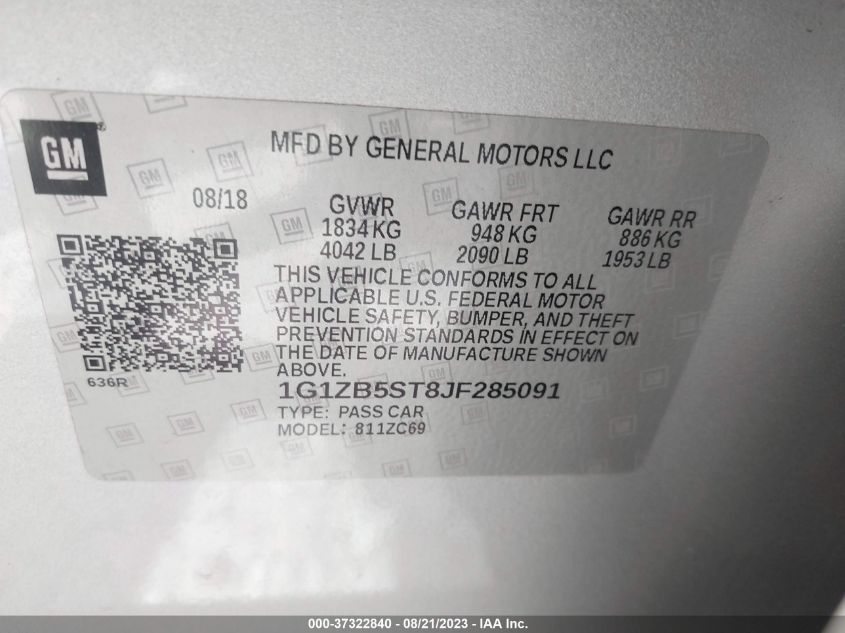 GM
MFD BY GENERAL MOTORS LLC
08/18
GVWR
1834 KG
4042 LB
GAWR FRT
948 KG
2090 LB
GAWR RR
886 KG
1953 LB
THIS VEHICLE CONFORMS TO ALL
APPLICABLE U.S. FEDERAL MOTOR
VEHICLE SAFETY, BUMPER, AND THEFT
PREVENTION STANDARDS IN EFFECT ON
THE DATE OF MANUFACTURE SHOWN
ABOVE.
636R
1G1ZB5ST8JF285091
TYPE: PASS CAR
MODEL: 811ZC69
000-37322840 - 08/21/2023 - IAA Inc.